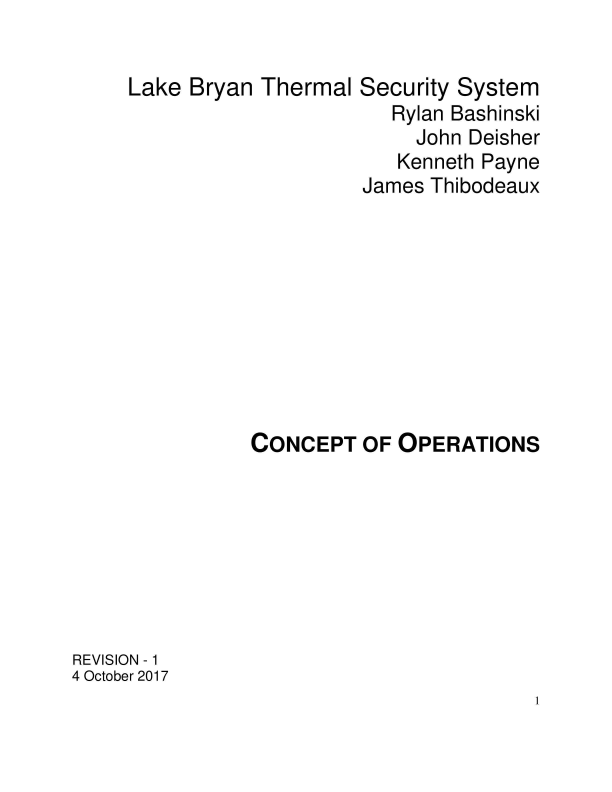 Lake Bryan Thermal Security System
Rylan Bashinski
John Deisher
Kenneth Payne
James Thibodeaux
CONCEPT OF OPERATIONS
REVISION - 1
4 October 2017
1